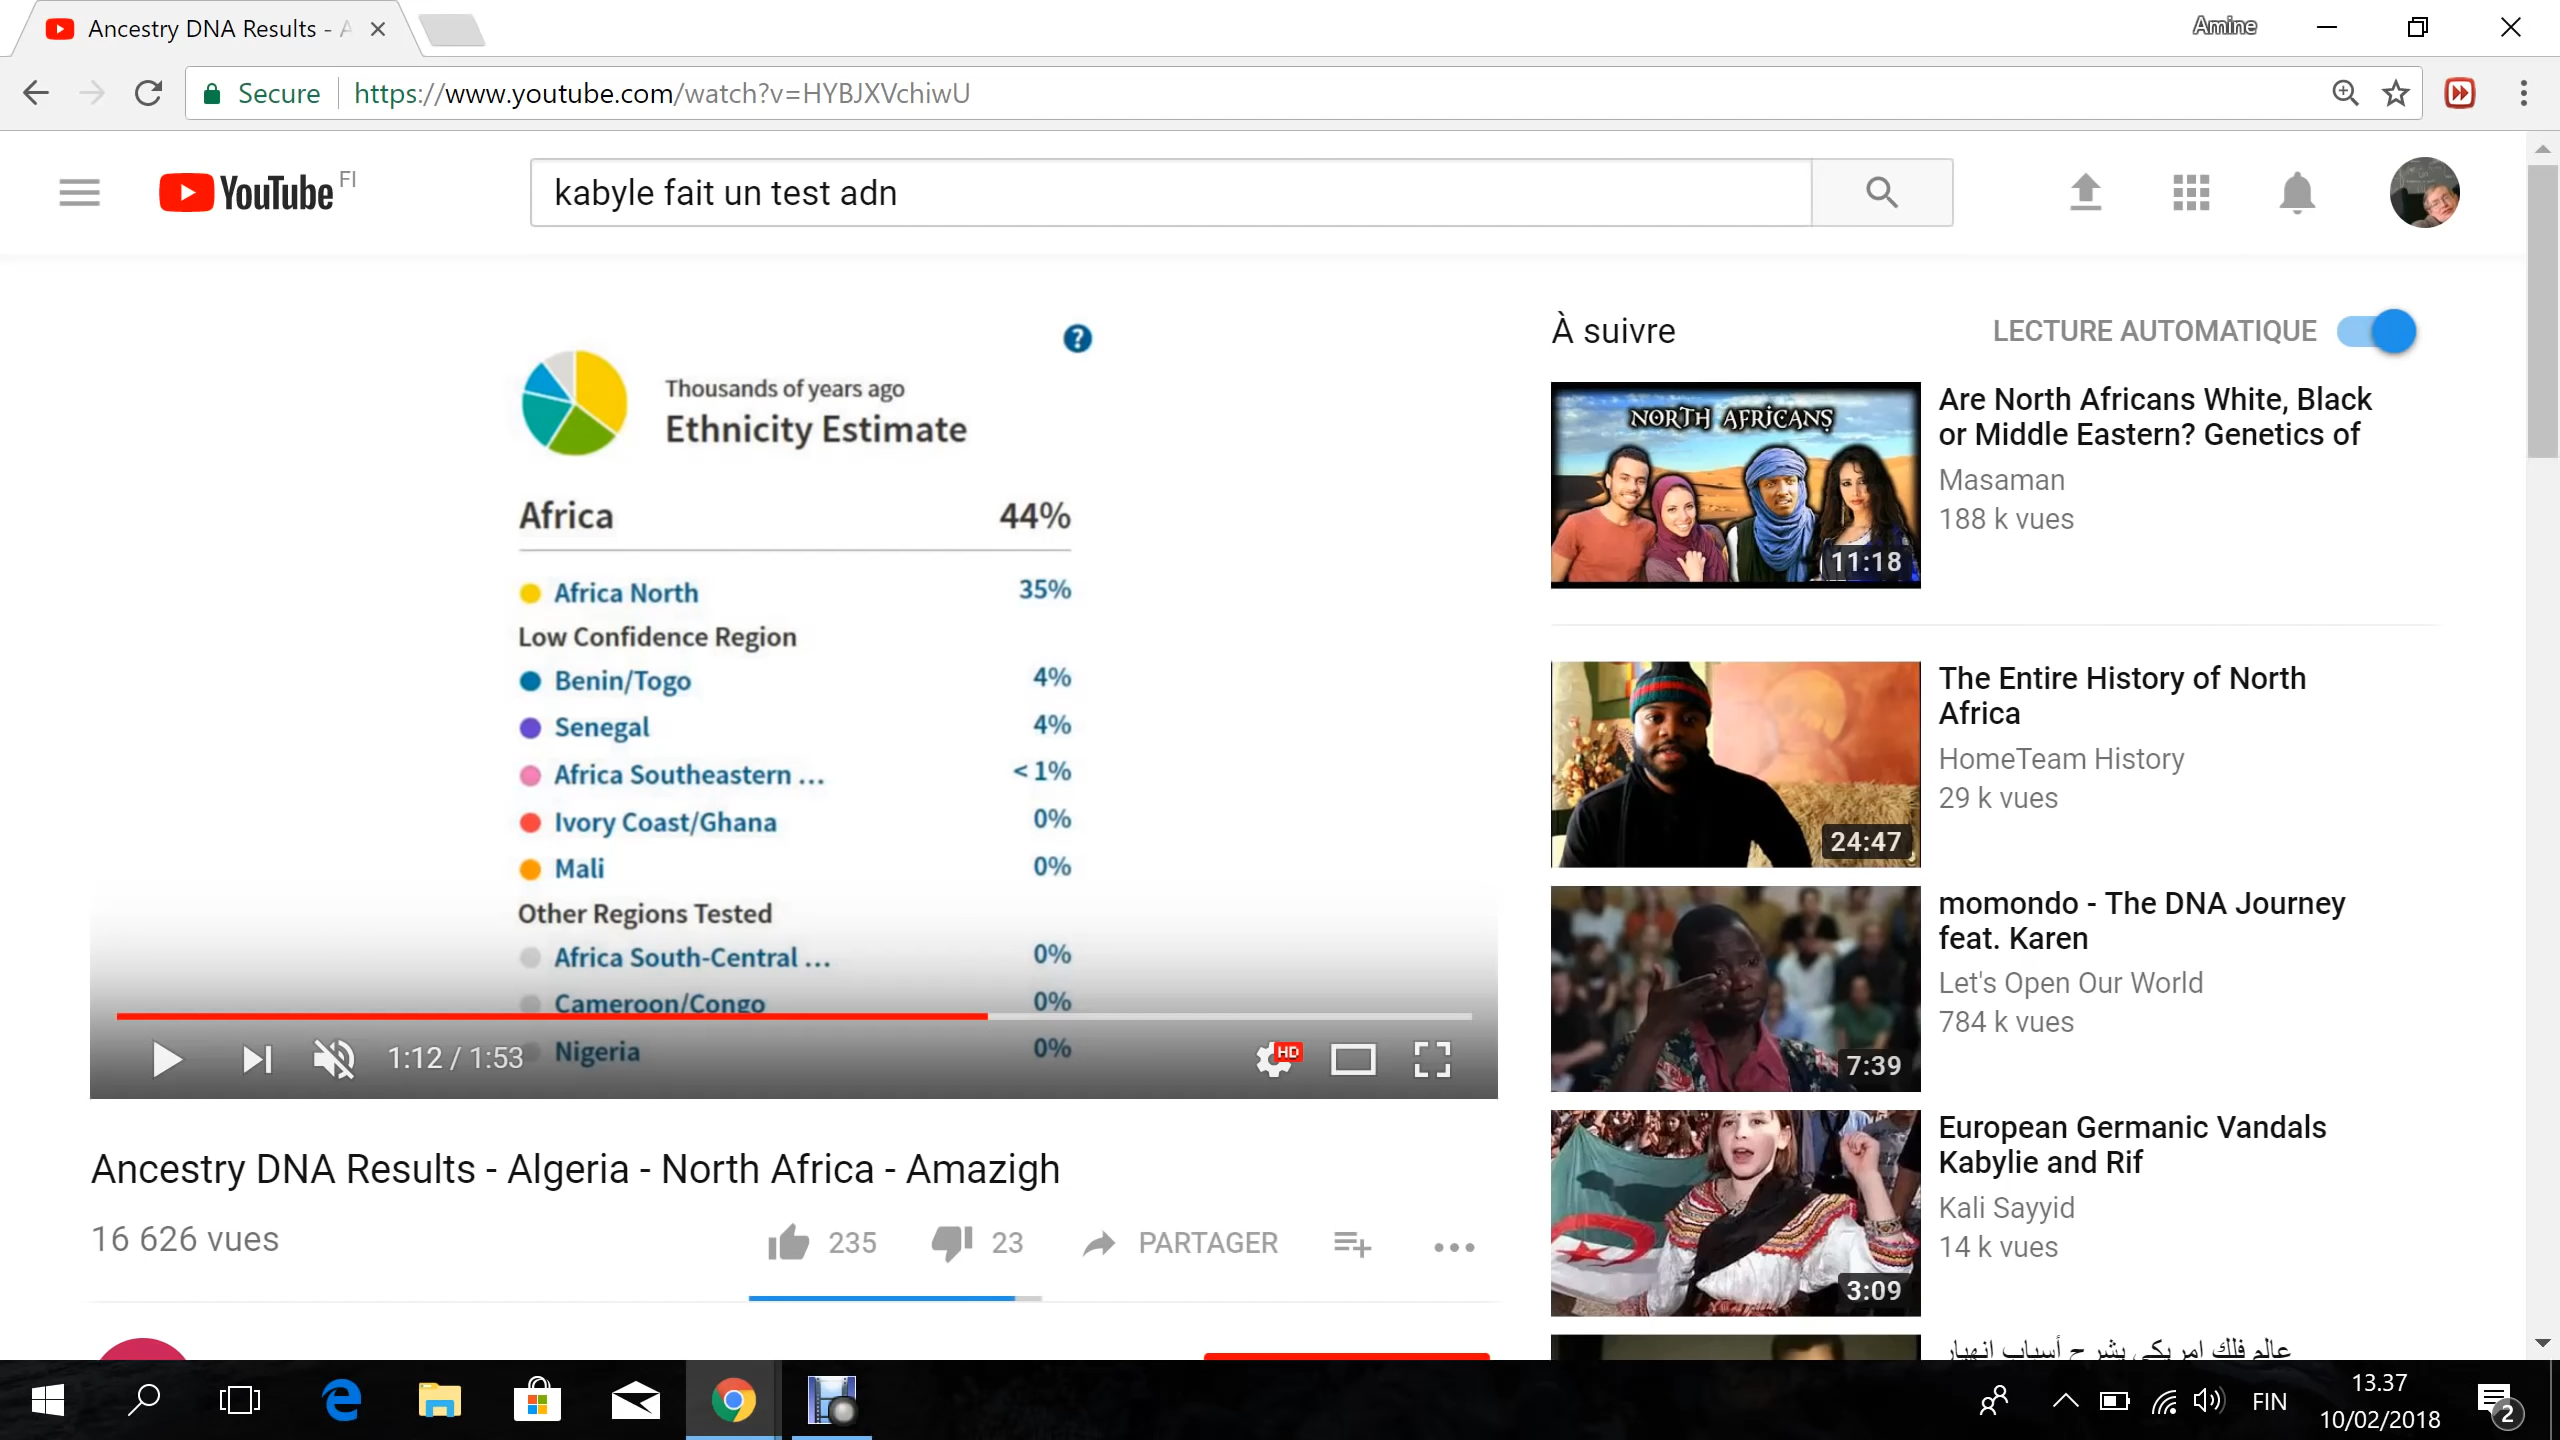 Ancestry DNA Results - A
Amine
Secure
https://www.youtube.com/watch?v=HYBJXVchiwU
YouTube FI
kabyle fait un test adn
?
Thousands of years ago
Ethnicity Estimate
Africa 44%
Africa North 35%
Low Confidence Region
Benin/Togo 4%
Senegal 4%
Africa Southeastern ... < 1%
Ivory Coast/Ghana 0%
Mali 0%
Other Regions Tested
Africa South-Central ... 0%
Cameroon/Congo 0%
Nigeria 0%
1:12 / 1:53
HD
Ancestry DNA Results - Algeria - North Africa - Amazigh
16 626 vues
235
23
PARTAGER
À suivre
LECTURE AUTOMATIQUE
NORTH AFRICANS
11:18
Are North Africans White, Black
or Middle Eastern? Genetics of
Masaman
188 k vues
24:47
The Entire History of North
Africa
HomeTeam History
29 k vues
7:39
momondo - The DNA Journey
feat. Karen
Let's Open Our World
784 k vues
3:09
European Germanic Vandals
Kabylie and Rif
Kali Sayyid
14 k vues
عالم فلك امريكي يشرح أسباب انهيار
FIN
13.37
10/02/2018
2